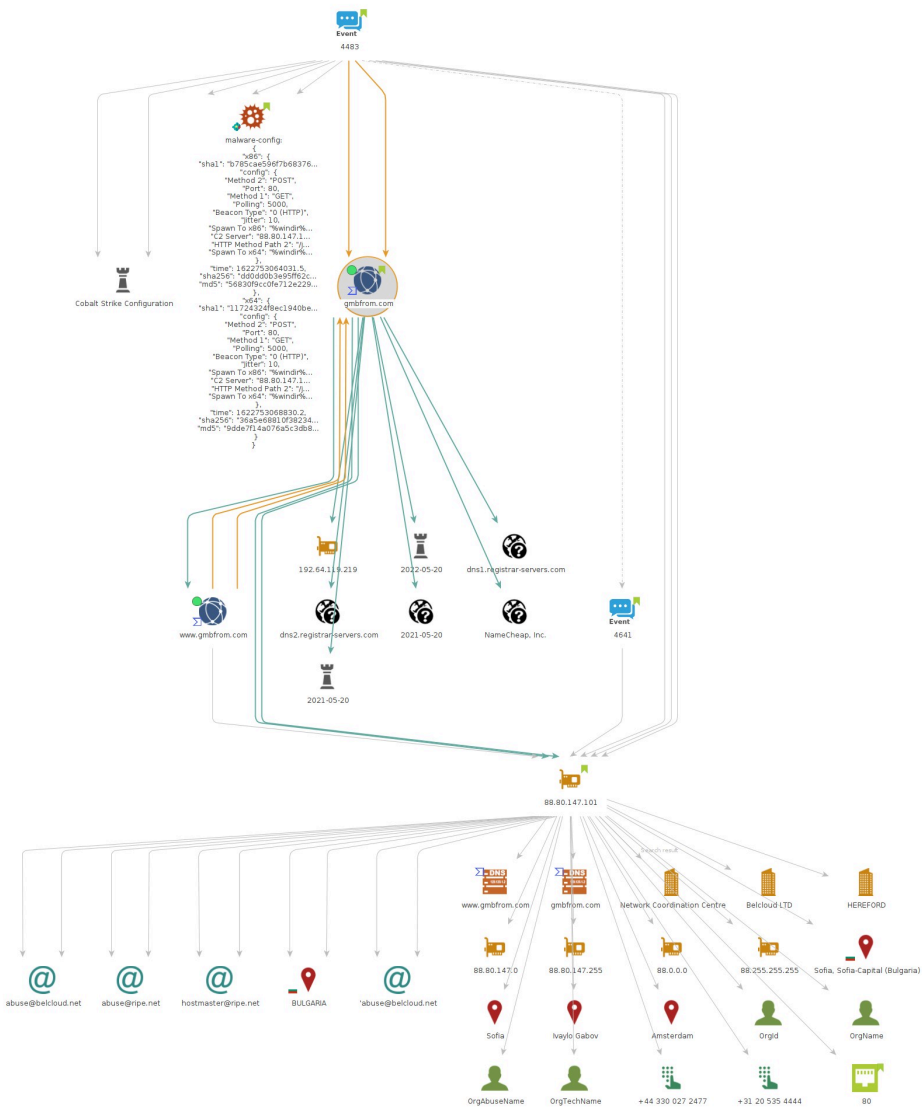 Event
4483
malware-config:
{
"x86": {
"sha1": "b785cae596f7b68376...
"config": {
"Method 2": "POST",
"Port": 80,
"Method 1": "GET",
"Polling": 5000,
"Beacon Type": "0 (HTTP)",
"Jitter": 10,
"Spawn To x86": "%windir%...
"C2 Server": "88.80.147.1...
"HTTP Method Path 2": "/j...
"Spawn To x64": "%windir%...
},
"time": 1622753064031.5,
"sha256": "dd0dd0b3e95ff62c...
"md5": "56830f9cc0fe712e229...
},
"x64": {
"sha1": "11724324f8ec1940be...
"config": {
"Method 2": "POST",
"Port": 80,
"Method 1": "GET",
"Polling": 5000,
"Beacon Type": "0 (HTTP)",
"Jitter": 10,
"Spawn To x86": "%windir%...
"C2 Server": "88.80.147.1...
"HTTP Method Path 2": "/j...
"Spawn To x64": "%windir%...
},
"time": 1622753068830.2,
"sha256": "36a5e68810f38234...
"md5": "9dde7f14a076a5c3db8...
}
}
Cobalt Strike Configuration
gmbfrom.com
192.64.119.219
2022-05-20
dns1.registrar-servers.com
www.gmbfrom.com
dns2.registrar-servers.com
2021-05-20
NameCheap, Inc.
Event
4641
2021-05-20
88.80.147.101
Search result
DNS
www.gmbfrom.com
DNS
gmbfrom.com
Network Coordination Centre
Belcloud LTD
HEREFORD
88.80.147.0
88.80.147.255
88.0.0.0
88.255.255.255
Sofia, Sofia-Capital (Bulgaria)
abuse@belcloud.net
abuse@ripe.net
hostmaster@ripe.net
BULGARIA
'abuse@belcloud.net
Sofia
Ivaylo Gabov
Amsterdam
OrgId
OrgName
OrgAbuseName
OrgTechName
+44 330 027 2477
+31 20 535 4444
80